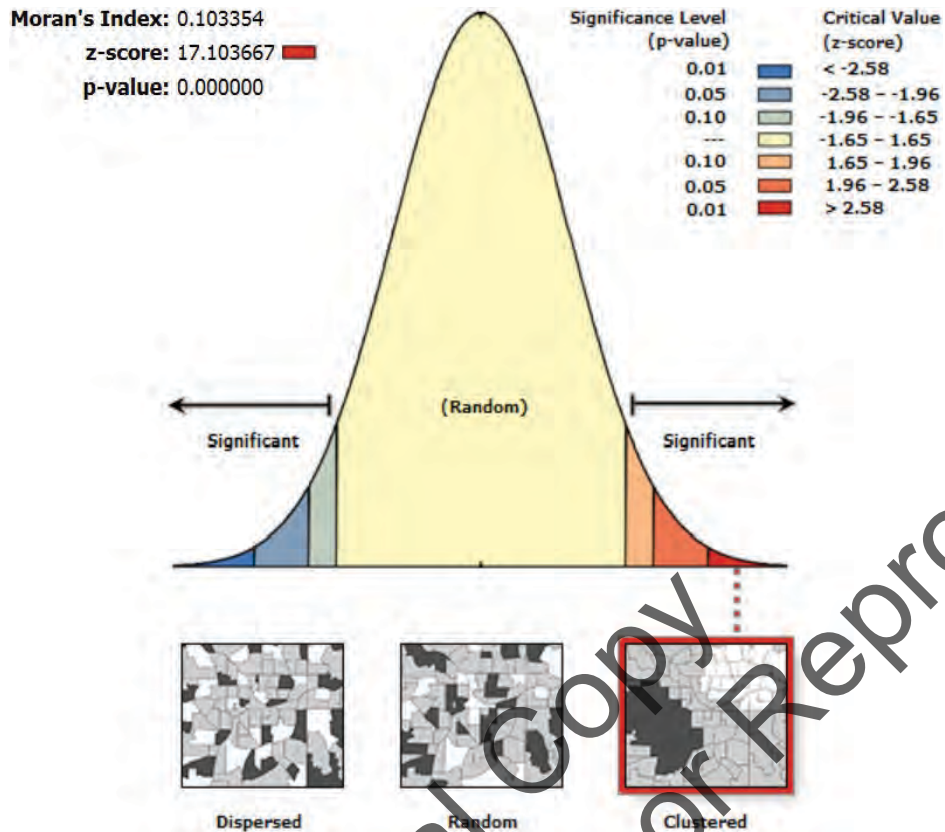 Moran's Index: 0.103354
z-score: 17.103667
p-value: 0.000000
Significance Level
(p-value)
Critical Value
(z-score)
0.01 < -2.58
0.05 -2.58 – -1.96
0.10 -1.96 – -1.65
--- -1.65 – 1.65
0.10 1.65 – 1.96
0.05 1.96 – 2.58
0.01 > 2.58
(Random)
Significant
Significant
Dispersed
Random
Clustered
Copy
or Repro